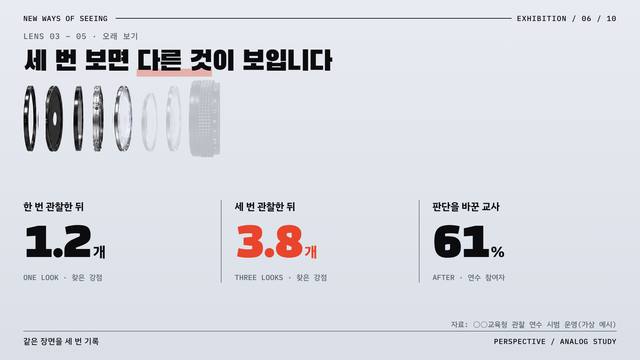 NEW WAYS OF SEEING
EXHIBITION / 06 / 10
LENS 03 – 05 · 오래 보기
세 번 보면 다른 것이 보입니다
한 번 관찰한 뒤
1.2개
ONE LOOK · 찾은 강점
세 번 관찰한 뒤
3.8개
THREE LOOKS · 찾은 강점
판단을 바꾼 교사
61%
AFTER · 연수 참여자
자료: ○○교육청 관찰 연수 시범 운영(가상 예시)
같은 장면을 세 번 기록
PERSPECTIVE / ANALOG STUDY